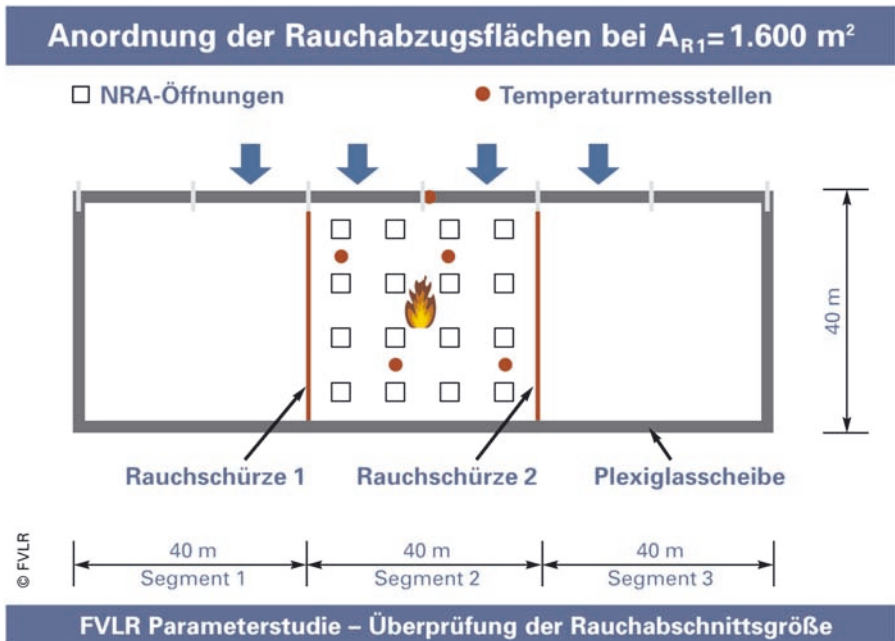 Anordnung der Rauchabzugsflächen bei AR1=1.600 m²
NRA-Öffnungen
Temperaturmessstellen
40 m
Rauchschürze 1
Rauchschürze 2
Plexiglasscheibe
© FVLR
40 m
Segment 1
40 m
Segment 2
40 m
Segment 3
FVLR Parameterstudie – Überprüfung der Rauchabschnittsgröße